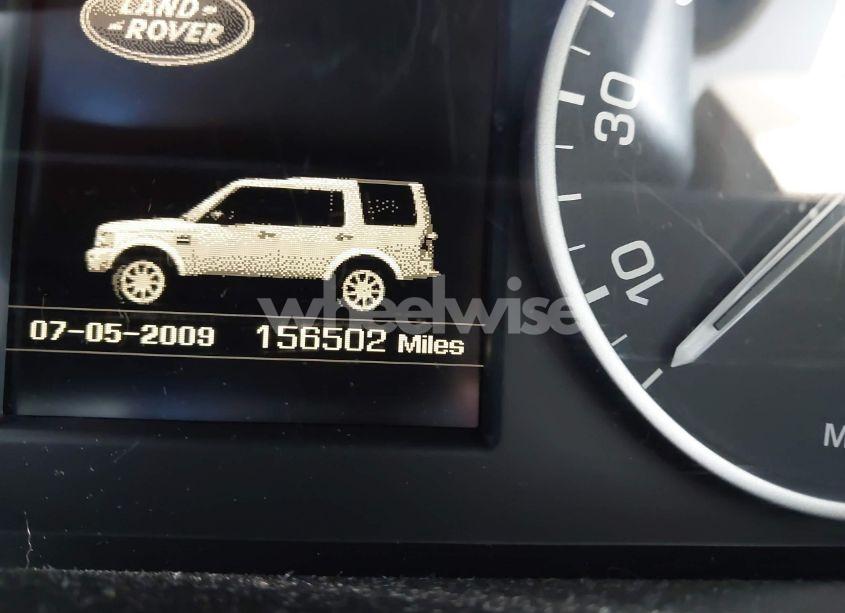 LAND-
-ROVER
30
10
wheelwise
07-05-2009 156502 Miles
M